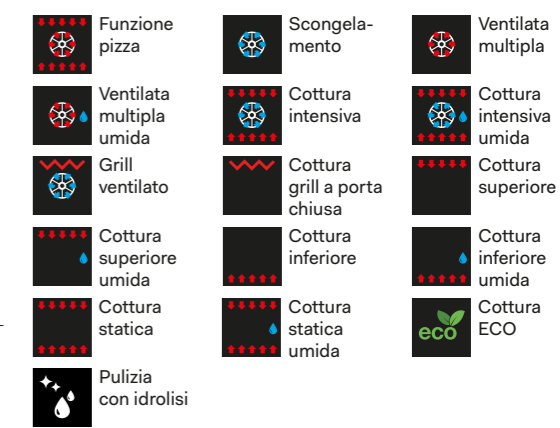 Funzione
pizza
Scongela-
mento
Ventilata
multipla
Ventilata
multipla
umida
Cottura
intensiva
Cottura
intensiva
umida
Grill
ventilato
Cottura
grill a porta
chiusa
Cottura
superiore
Cottura
superiore
umida
Cottura
inferiore
Cottura
inferiore
umida
Cottura
statica
Cottura
statica
umida
eco
Cottura
ECO
Pulizia
con idrolisi